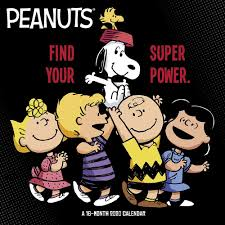 PEANUTS®
FIND SUPER
YOUR POWER.
A 16-MONTH 2020 CALENDAR